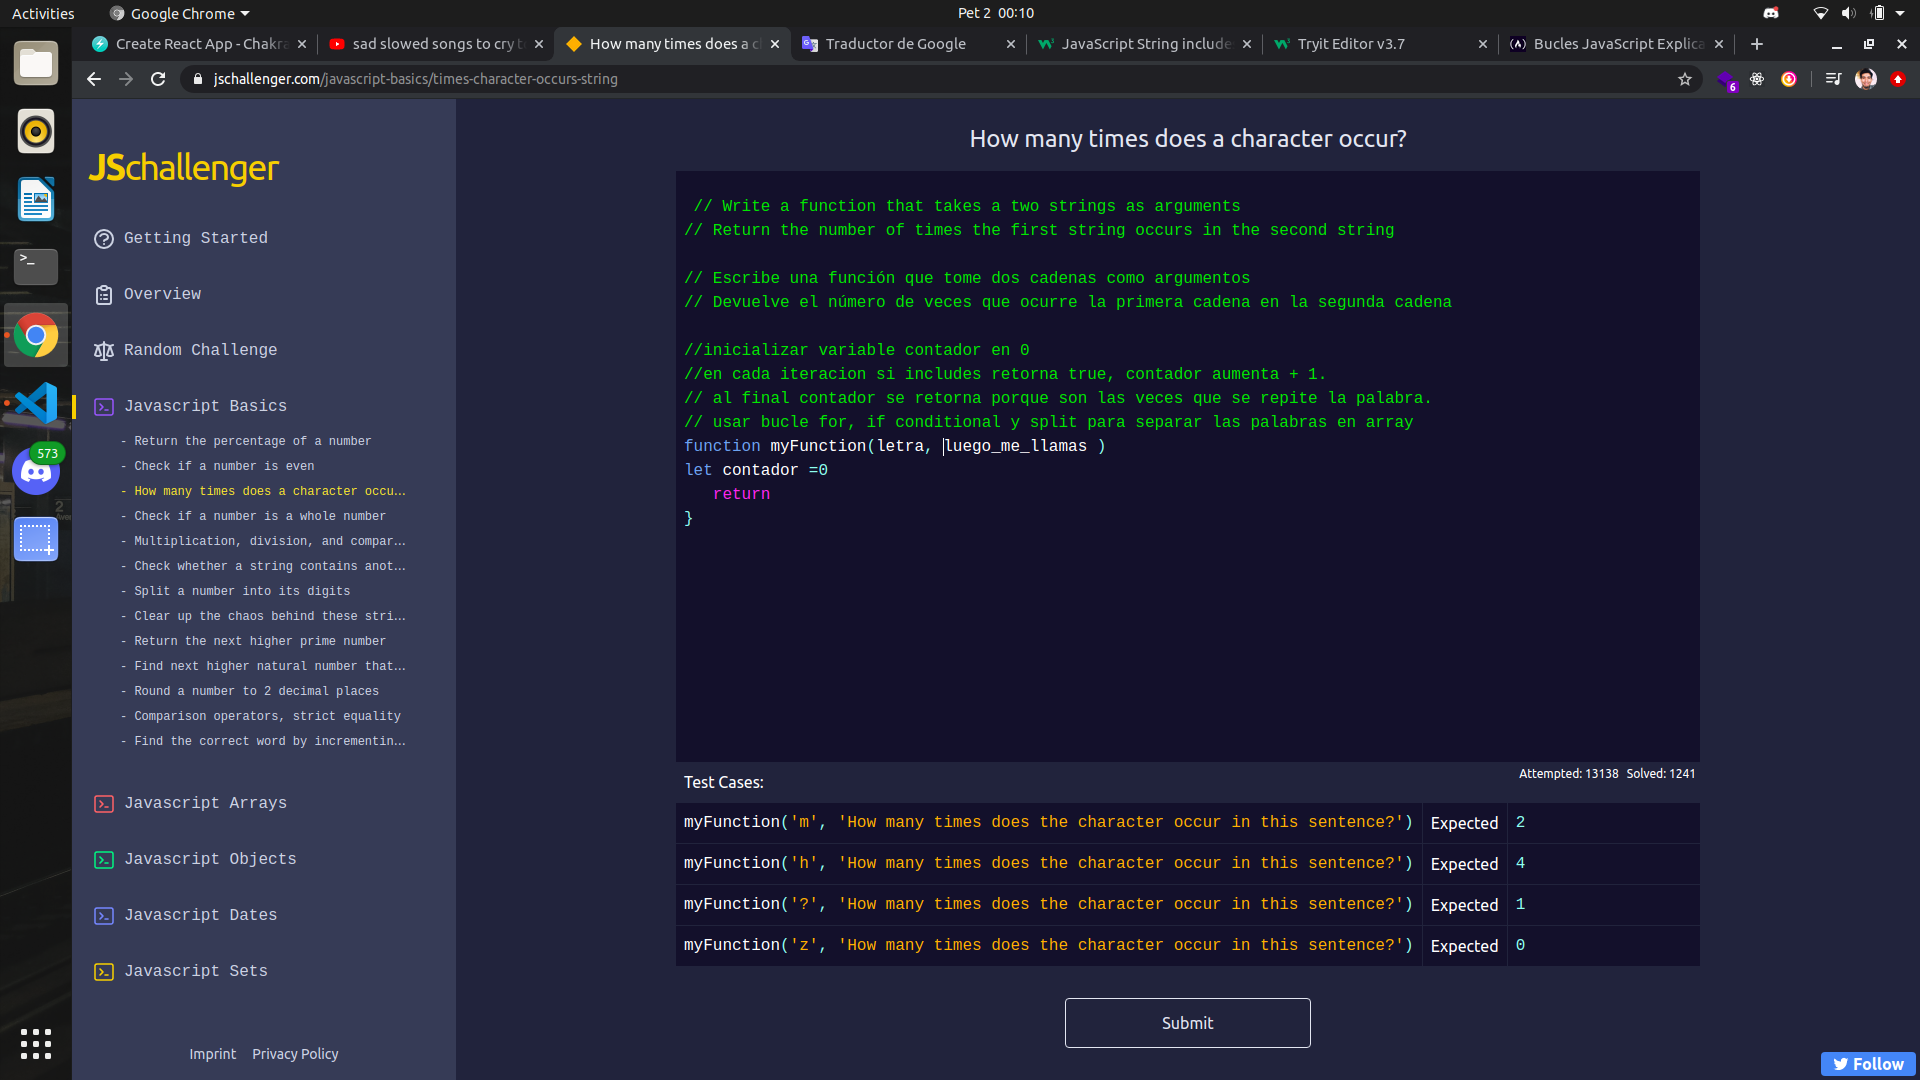 Activities
Google Chrome
Pet 2 00:10
Create React App - Chakra
sad slowed songs to cry t
How many times does a c
Traductor de Google
JavaScript String include
Tryit Editor v3.7
Bucles JavaScript Explica
jschallenger.com/javascript-basics/times-character-occurs-string
6
JSchallenger
Getting Started
Overview
Random Challenge
Javascript Basics
- Return the percentage of a number
- Check if a number is even
- How many times does a character occu...
- Check if a number is a whole number
- Multiplication, division, and compar...
- Check whether a string contains anot...
- Split a number into its digits
- Clear up the chaos behind these stri...
- Return the next higher prime number
- Find next higher natural number that...
- Round a number to 2 decimal places
- Comparison operators, strict equality
- Find the correct word by incrementin...
Javascript Arrays
Javascript Objects
Javascript Dates
Javascript Sets
Imprint Privacy Policy
573
How many times does a character occur?
// Write a function that takes a two strings as arguments
// Return the number of times the first string occurs in the second string
// Escribe una función que tome dos cadenas como argumentos
// Devuelve el número de veces que ocurre la primera cadena en la segunda cadena
//inicializar variable contador en 0
//en cada iteracion si includes retorna true, contador aumenta + 1.
// al final contador se retorna porque son las veces que se repite la palabra.
// usar bucle for, if conditional y split para separar las palabras en array
function myFunction(letra, luego_me_llamas )
let contador =0
return
}
Test Cases:
Attempted: 13138 Solved: 1241
myFunction('m', 'How many times does the character occur in this sentence?') Expected 2
myFunction('h', 'How many times does the character occur in this sentence?') Expected 4
myFunction('?', 'How many times does the character occur in this sentence?') Expected 1
myFunction('z', 'How many times does the character occur in this sentence?') Expected 0
Submit
Follow